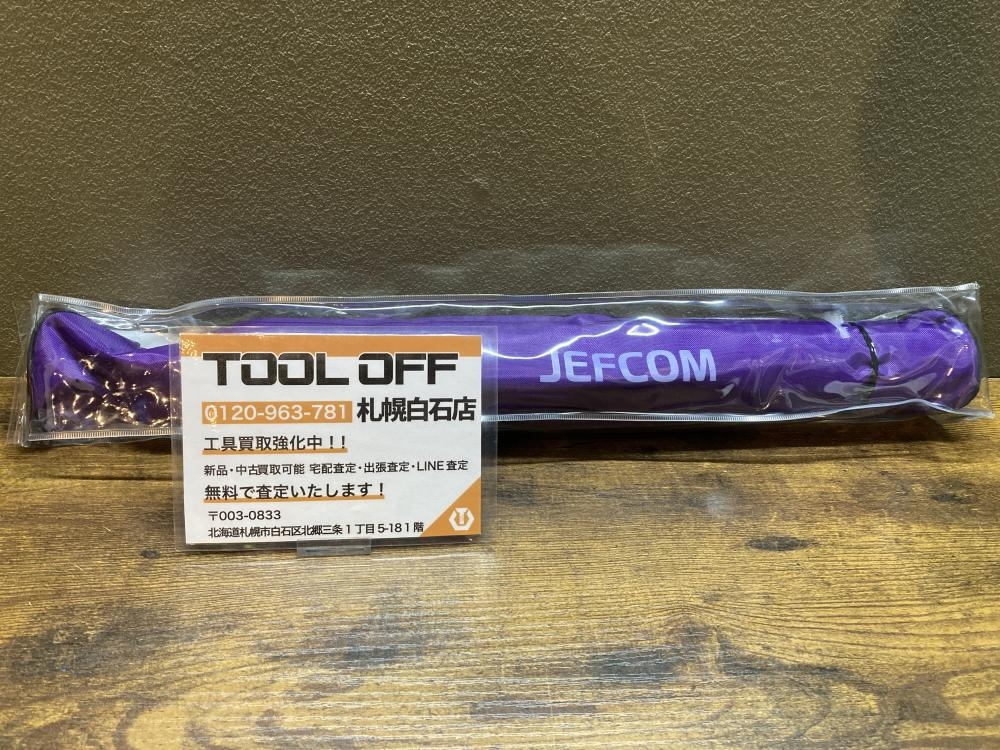 JEFCOM
TOOL OFF
0120-963-781 札幌白石店
工具買取強化中！！
新品・中古買取可能 宅配査定・出張査定・LINE査定
無料で査定いたします！
〒003-0833
北海道札幌市白石区北郷三条1丁目5-18 1階